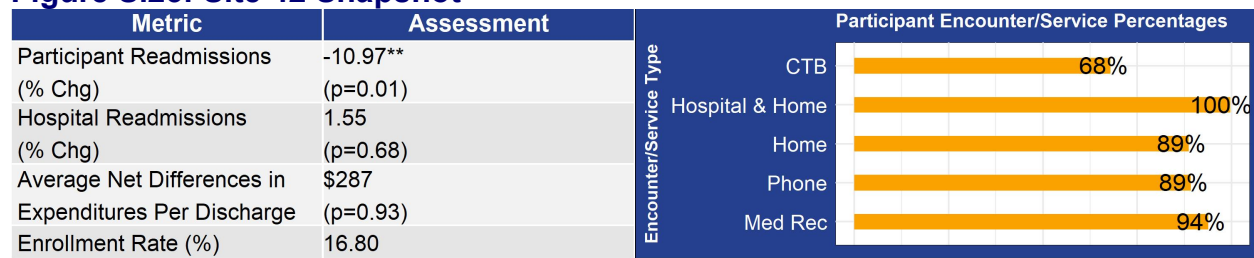 Metric Assessment
Participant Readmissions -10.97**
(% Chg) (p=0.01)
Hospital Readmissions 1.55
(% Chg) (p=0.68)
Average Net Differences in $287
Expenditures Per Discharge (p=0.93)
Enrollment Rate (%) 16.80
Participant Encounter/Service Percentages
Encounter/Service Type
CTB 68%
Hospital & Home 100%
Home 89%
Phone 89%
Med Rec 94%